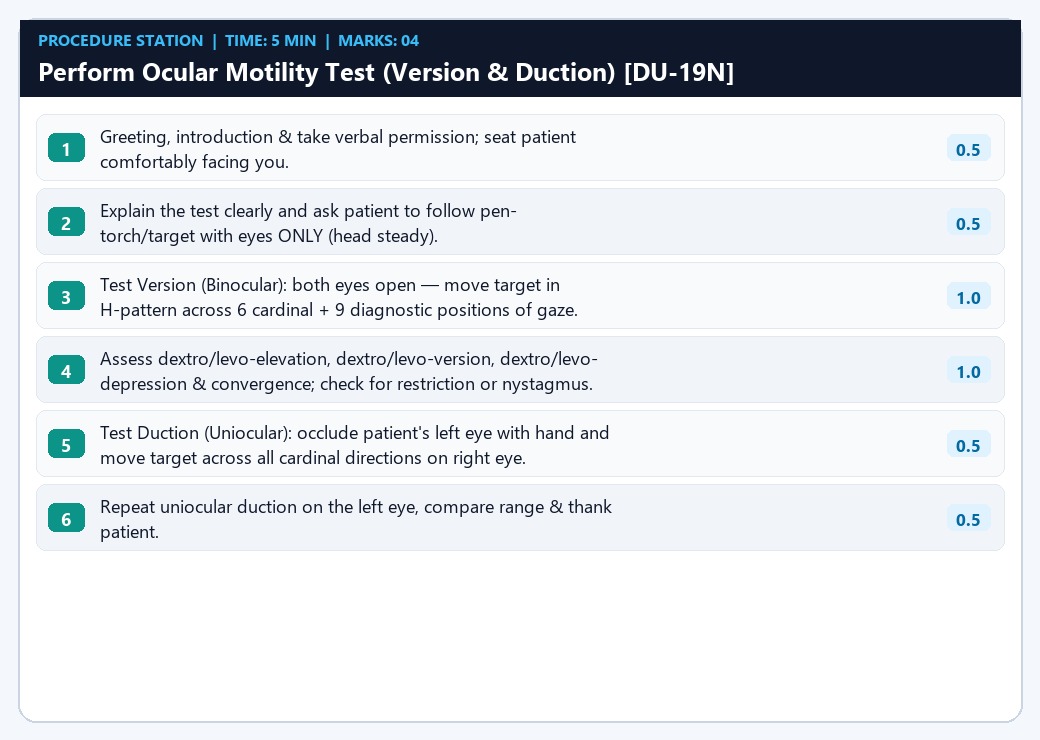 PROCEDURE STATION | TIME: 5 MIN | MARKS: 04
Perform Ocular Motility Test (Version & Duction) [DU-19N]
1
Greeting, introduction & take verbal permission; seat patient
comfortably facing you.
0.5
2
Explain the test clearly and ask patient to follow pen-
torch/target with eyes ONLY (head steady).
0.5
3
Test Version (Binocular): both eyes open — move target in
H-pattern across 6 cardinal + 9 diagnostic positions of gaze.
1.0
4
Assess dextro/levo-elevation, dextro/levo-version, dextro/levo-
depression & convergence; check for restriction or nystagmus.
1.0
5
Test Duction (Uniocular): occlude patient's left eye with hand and
move target across all cardinal directions on right eye.
0.5
6
Repeat uniocular duction on the left eye, compare range & thank
patient.
0.5